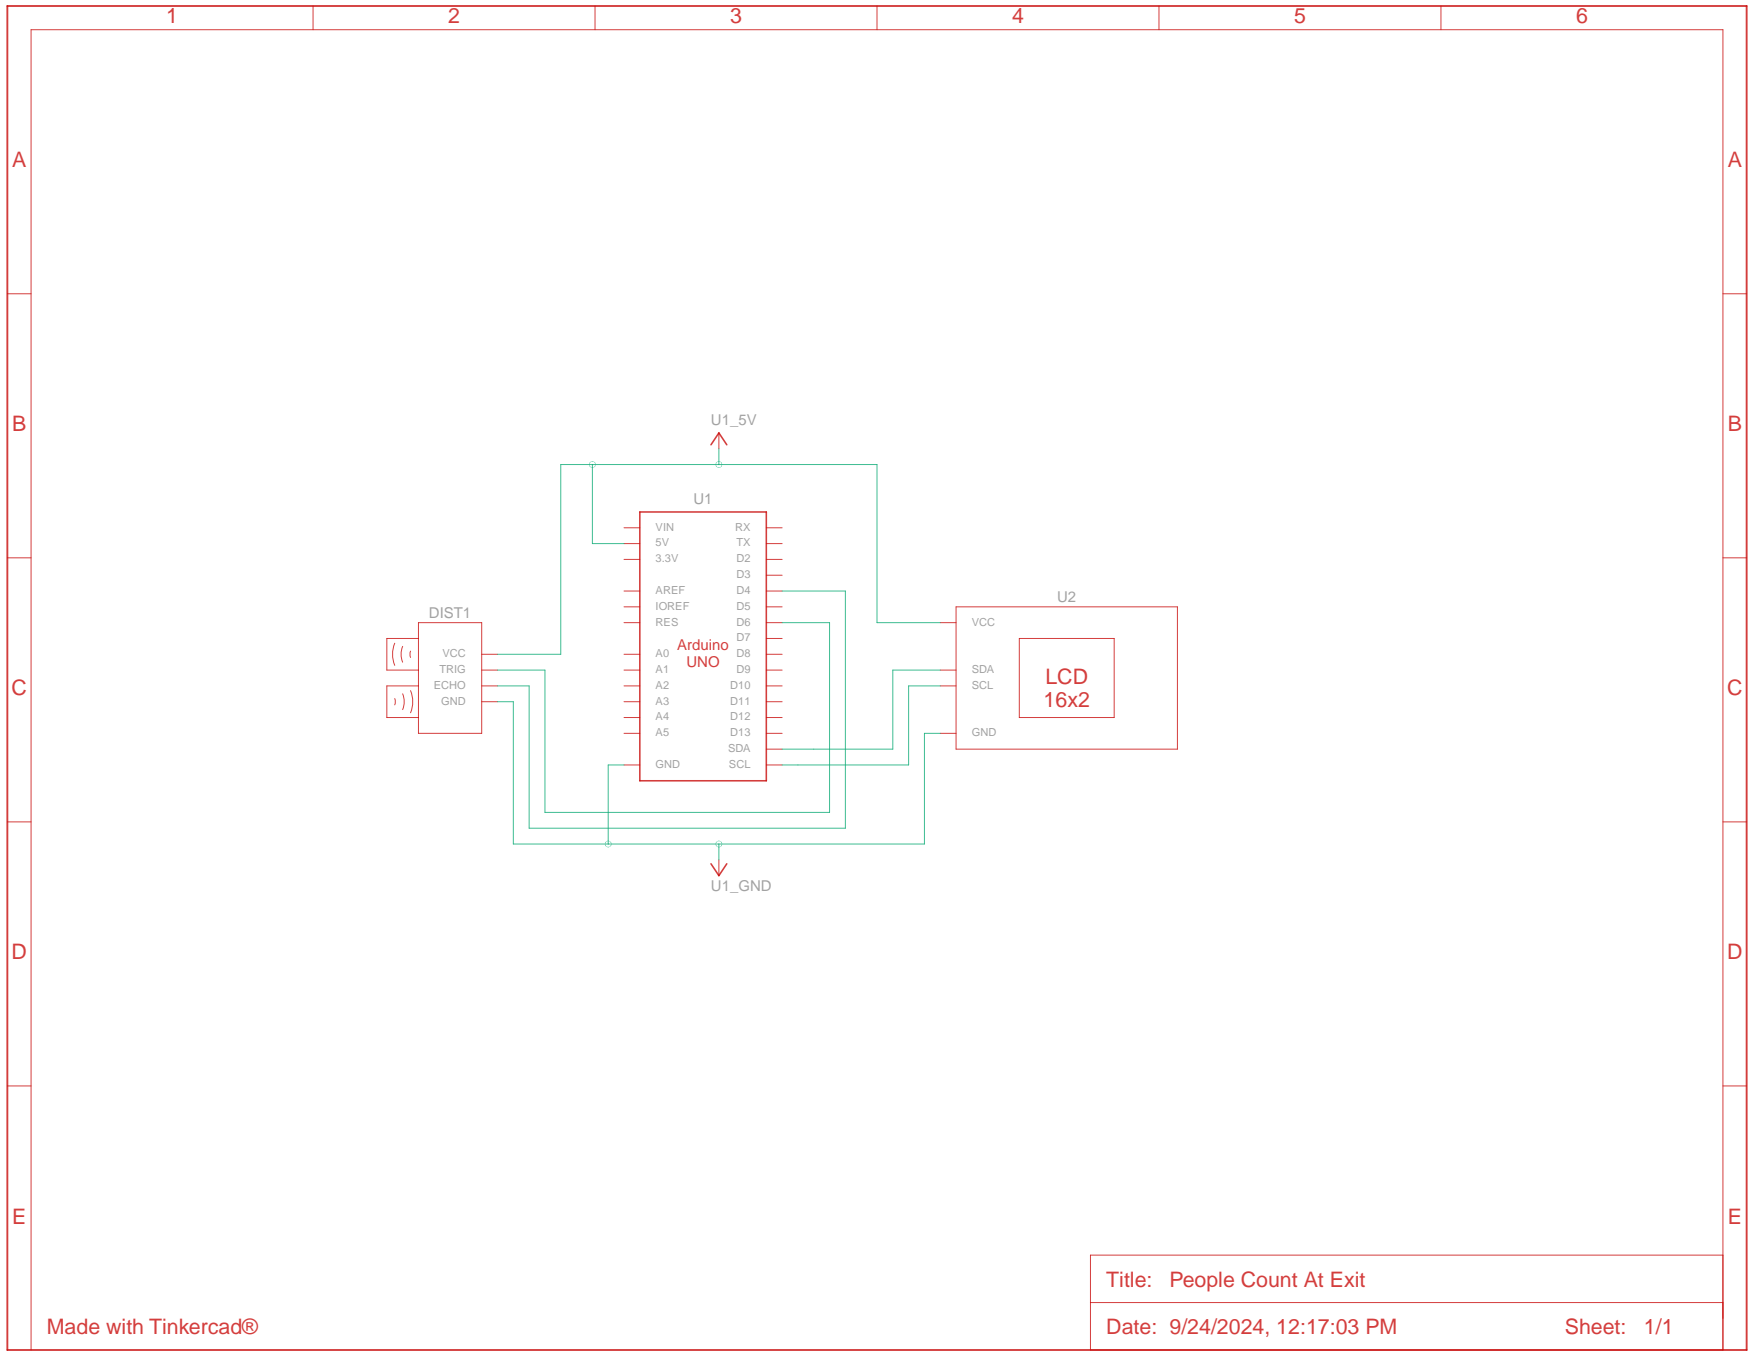 1 2 3 4 5 6
A A
B B
U1_5V
U1
VIN RX
5V TX
3.3V D2
D3
AREF D4
IOREF D5
RES D6
D7
A0 D8
A1 D9
A2 D10
A3 D11
A4 D12
A5 D13
SDA
GND SCL
Arduino
UNO
DIST1
VCC
TRIG
ECHO
GND
U2
VCC
SDA
SCL
GND
LCD
16x2
C C
U1_GND
D D
E E
Title: People Count At Exit
Made with Tinkercad®
Date: 9/24/2024, 12:17:03 PM Sheet: 1/1